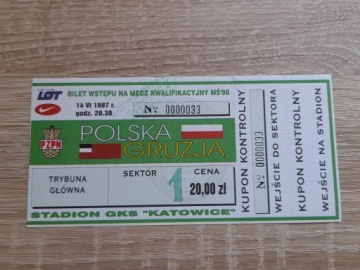 LOT
BILET WSTĘPU NA MECZ KWALIFIKACYJNY MŚ'98
14 VI 1997 r.
godz. 20.30
Nr 0000033
PZPN
POLSKA
GRUZJA
TRYBUNA
GŁÓWNA
SEKTOR
1
CENA
20,00 zł
STADION GKS "KATOWICE"
KUPON KONTROLNY
Nr 0000033
WEJŚCIE DO SEKTORA
KUPON KONTROLNY
WEJŚCIE NA STADION